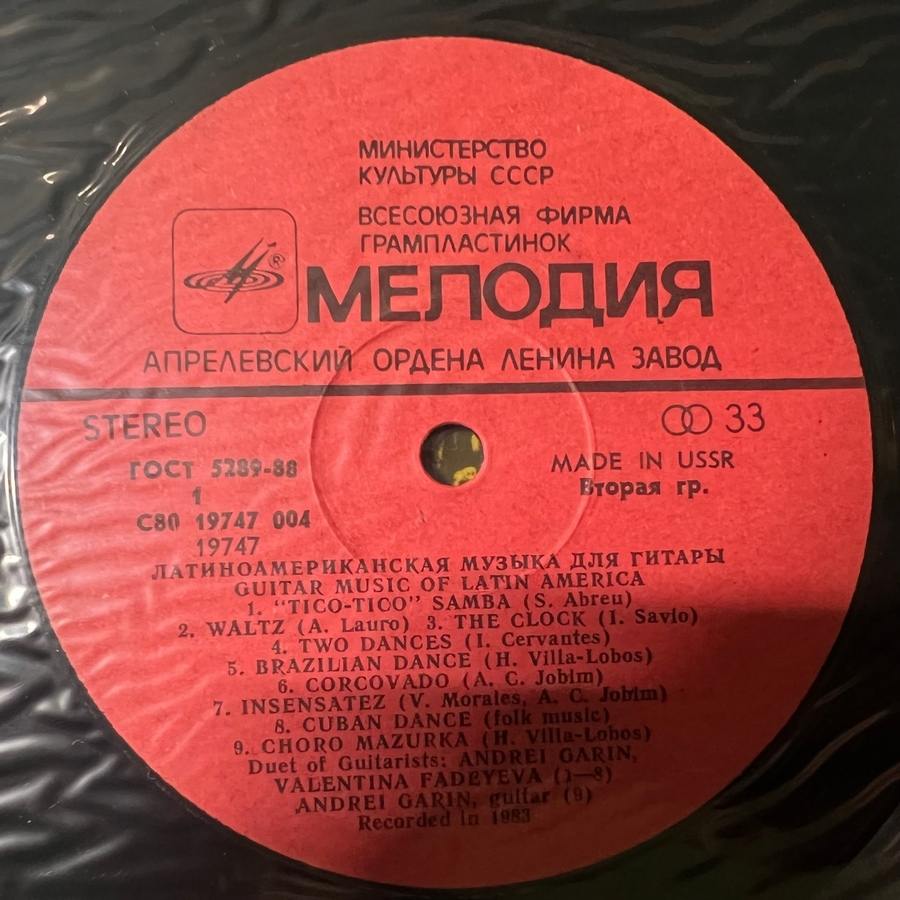 МИНИСТЕРСТВО
КУЛЬТУРЫ СССР
ВСЕСОЮЗНАЯ ФИРМА
ГРАМПЛАСТИНОК
®
МЕЛОДИЯ
АПРЕЛЕВСКИЙ ОРДЕНА ЛЕНИНА ЗАВОД
STEREO
33
ГОСТ 5289-88
MADE IN USSR
1
Вторая гр.
С80 19747 004
19747
ЛАТИНОАМЕРИКАНСКАЯ МУЗЫКА ДЛЯ ГИТАРЫ
GUITAR MUSIC OF LATIN AMERICA
1. "TICO-TICO" SAMBA (S. Abreu)
2. WALTZ (A. Lauro) 3. THE CLOCK (I. Savio)
4. TWO DANCES (I. Cervantes)
5. BRAZILIAN DANCE (H. Villa-Lobos)
6. CORCOVADO (A. C. Jobim)
7. INSENSATEZ (V. Morales, A. C. Jobim)
8. CUBAN DANCE (folk music)
9. CHORO MAZURKA (H. Villa-Lobos)
Duet of Guitarists: ANDREI GARIN,
VALENTINA FADEYEVA (1—8)
ANDREI GARIN, guitar (9)
Recorded in 1983